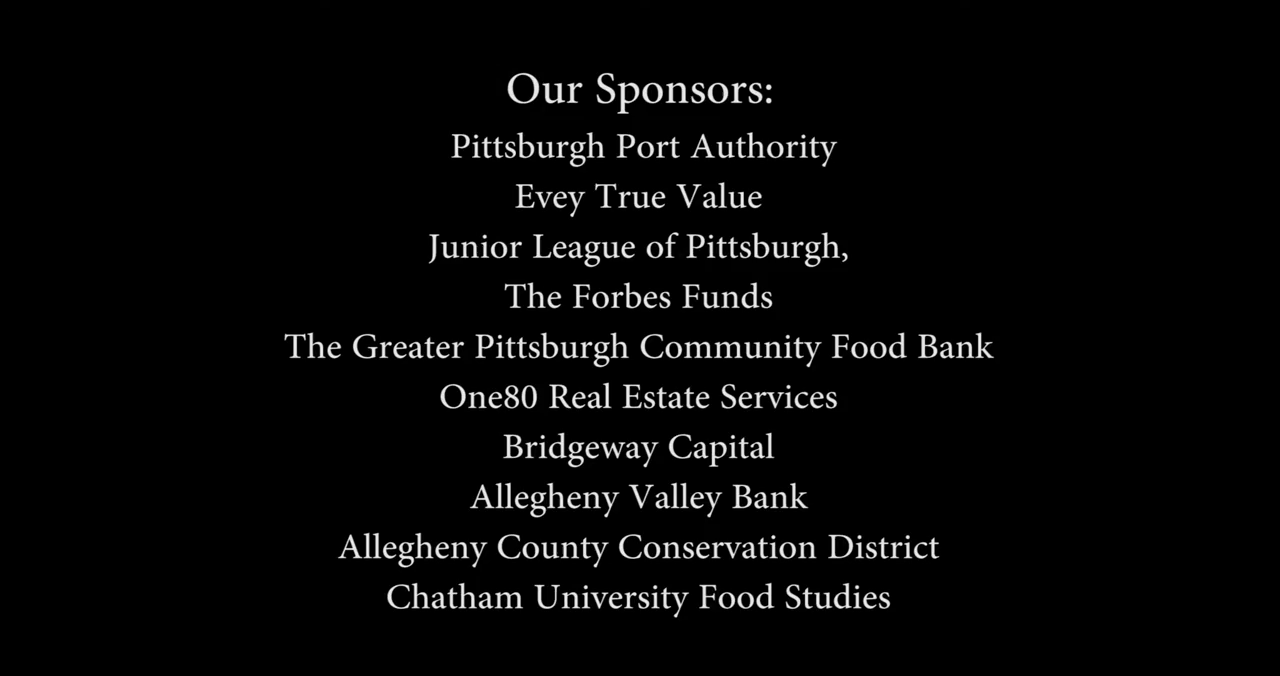 Our Sponsors:
Pittsburgh Port Authority
Evey True Value
Junior League of Pittsburgh,
The Forbes Funds
The Greater Pittsburgh Community Food Bank
One80 Real Estate Services
Bridgeway Capital
Allegheny Valley Bank
Allegheny County Conservation District
Chatham University Food Studies